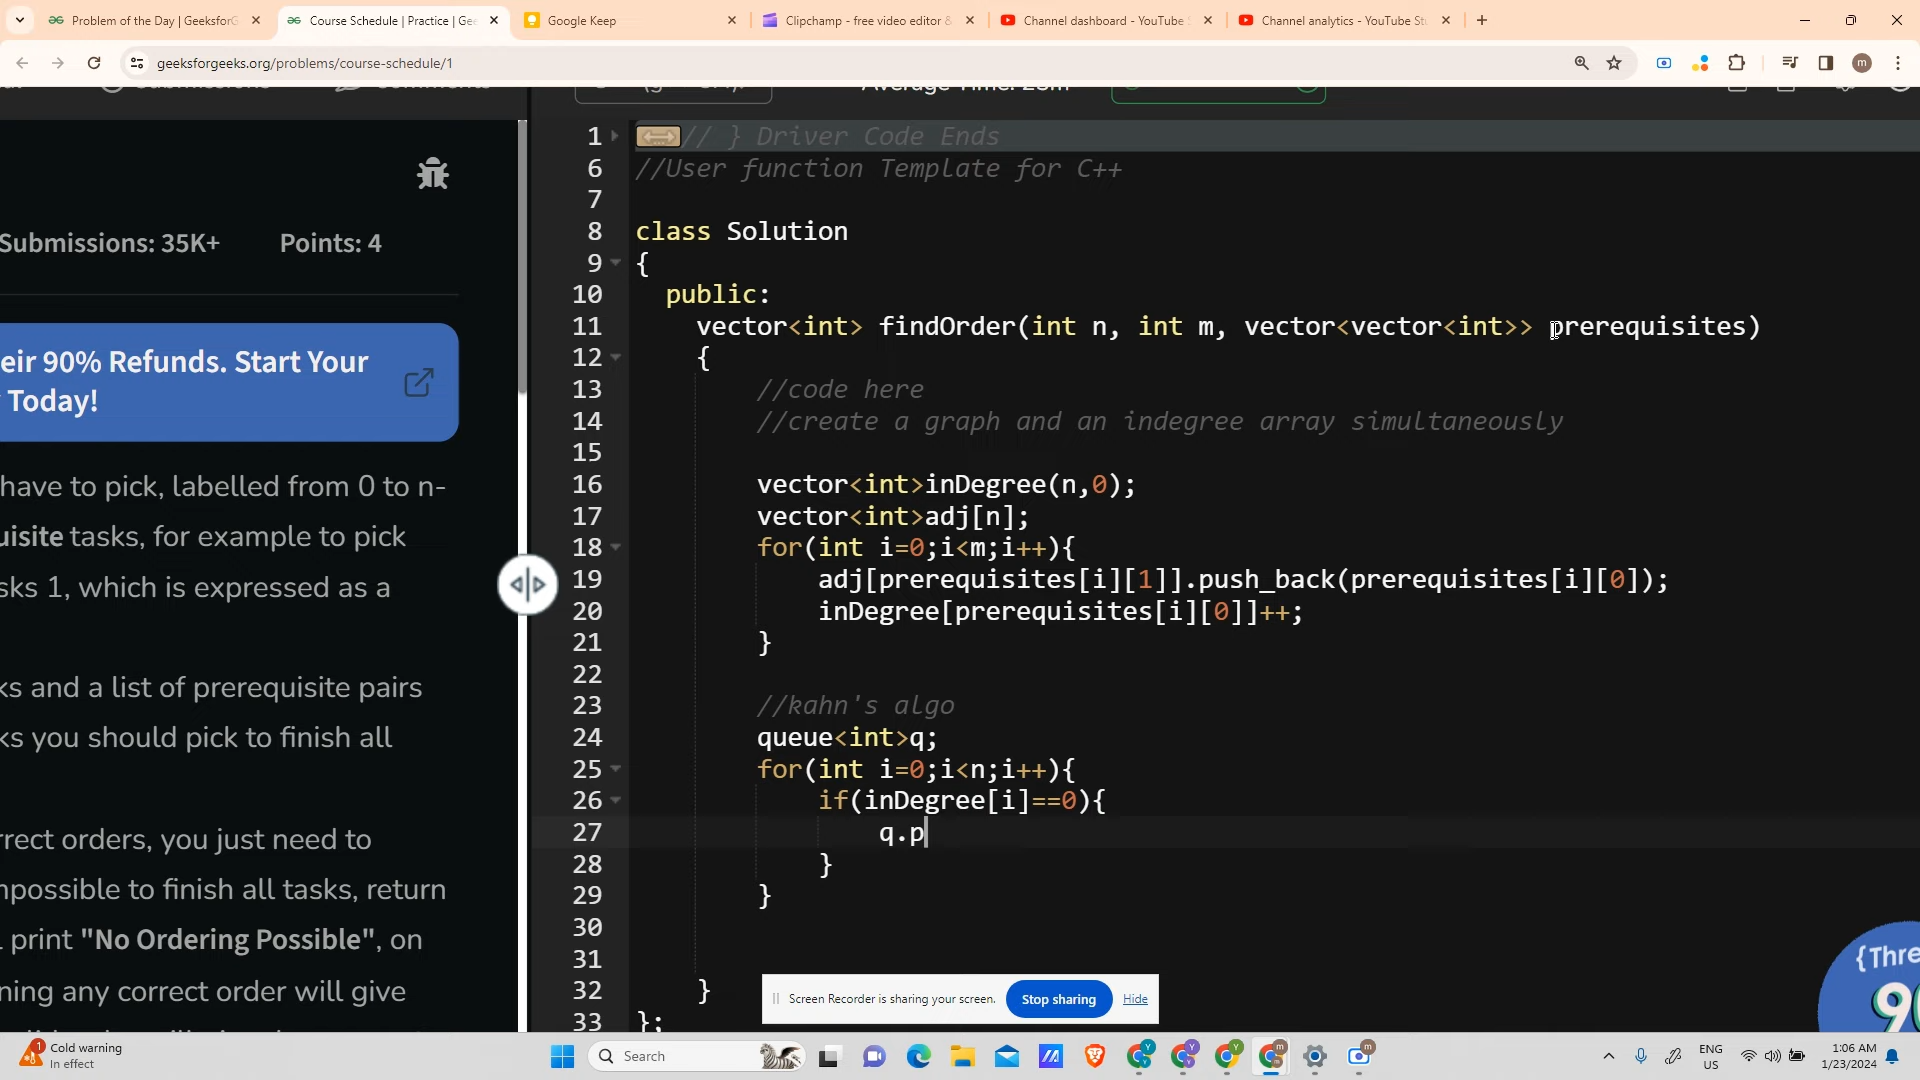 Problem of the Day | GeeksforG
Course Schedule | Practice | Gee
Google Keep
Clipchamp - free video editor &
Channel dashboard - YouTube S
Channel analytics - YouTube Stu
geeksforgeeks.org/problems/course-schedule/1
m
Submissions: 35K+ Points: 4
eir 90% Refunds. Start Your
Today!
have to pick, labelled from 0 to n-
uisite tasks, for example to pick
sks 1, which is expressed as a
ks and a list of prerequisite pairs
ks you should pick to finish all
rrect orders, you just need to
mpossible to finish all tasks, return
print "No Ordering Possible", on
ning any correct order will give
1 // } Driver Code Ends
6 //User function Template for C++
7
8 class Solution
9 {
10 public:
11 vector<int> findOrder(int n, int m, vector<vector<int>> prerequisites)
12 {
13 //code here
14 //create a graph and an indegree array simultaneously
15
16 vector<int>inDegree(n,0);
17 vector<int>adj[n];
18 for(int i=0;i<m;i++){
19 adj[prerequisites[i][1]].push_back(prerequisites[i][0]);
20 inDegree[prerequisites[i][0]]++;
21 }
22
23 //kahn's algo
24 queue<int>q;
25 for(int i=0;i<n;i++){
26 if(inDegree[i]==0){
27 q.p
28 }
29 }
30
31
32 }
33 };
{Thre
90
Screen Recorder is sharing your screen. Stop sharing Hide
1
Cold warning
In effect
Search
ENG
US
1:06 AM
1/23/2024